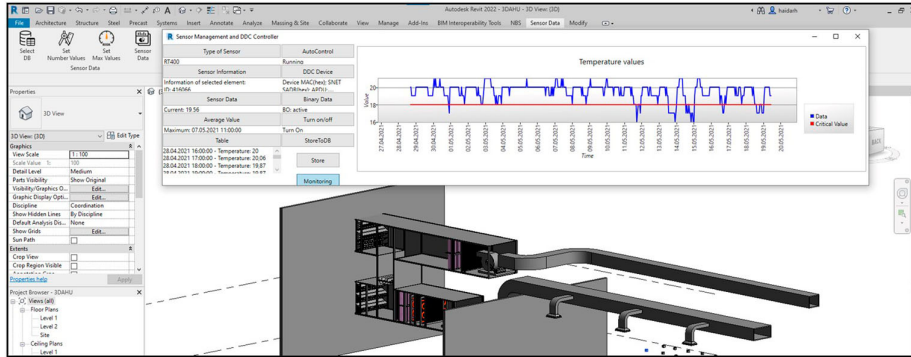 Autodesk Revit 2022 - 3DAHU - 3D View: {3D}
haidarh
File Architecture Structure Steel Precast Systems Insert Annotate Analyze Massing & Site Collaborate View Manage Add-Ins BIM Interoperability Tools NBS Sensor Data Modify
Select DB
Set Number Values
Set Max Values
Sensor Data
Sensor Data
Properties
3D View
3D View: {3D}
Edit Type
Graphics
View Scale 1 : 100
Scale Value 1: 100
Detail Level Medium
Parts Visibility Show Original
Visibility/Graphics O... Edit...
Graphic Display Opti... Edit...
Discipline Coordination
Show Hidden Lines By Discipline
Default Analysis Dis... None
Show Grids Edit...
Sun Path
Extents
Crop View
Crop Region Visible
Properties help
Apply
Project Browser - 3DAHU
Views (all)
Floor Plans
Level 1
Level 2
Site
Ceiling Plans
Level 1
Sensor Management and DDC Controller
Type of Sensor
AutoControl
RT400
Running
Sensor Information
DDC Device
Information of selected element:
Device MAC(hex): SNET
Sensor Data
Binary Data
Current: 19.56
BO: active
Average Value
Turn on/off
Maximum: 07.05.2021 11:00:00
Turn On
Table
StoreToDB
28.04.2021 16:00:00 - Temperature: 20
28.04.2021 17:00:00 - Temperature: 20,06
28.04.2021 18:00:00 - Temperature: 19.87
Store
Monitoring
Temperature values
Value
22
20
18
16
27.04.2021
28.04.2021
29.04.2021
30.04.2021
01.05.2021
02.05.2021
03.05.2021
04.05.2021
05.05.2021
06.05.2021
07.05.2021
08.05.2021
09.05.2021
10.05.2021
11.05.2021
12.05.2021
13.05.2021
14.05.2021
15.05.2021
16.05.2021
17.05.2021
18.05.2021
19.05.2021
20.05.2021
Time
Data
Critical Value
BACK